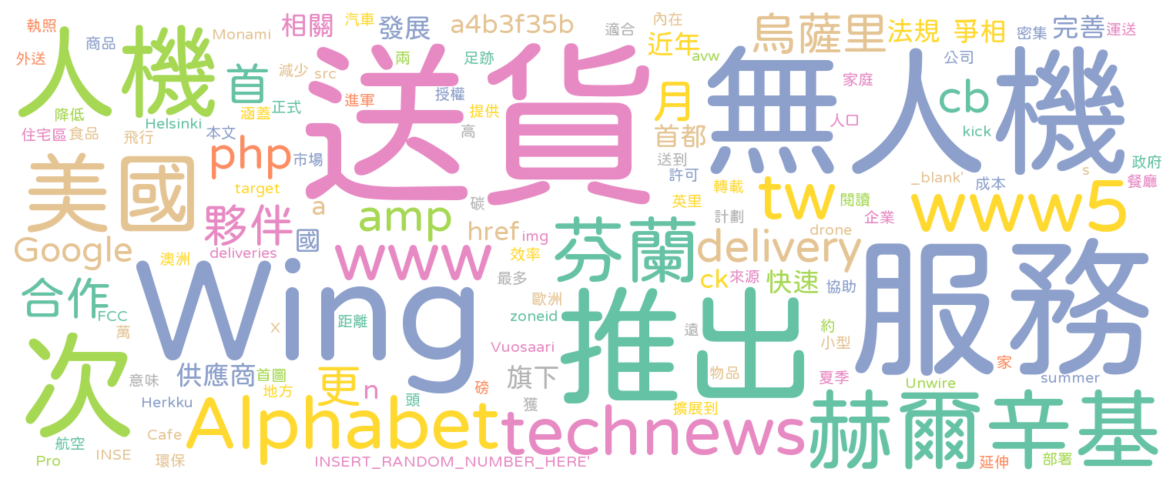 執照 汽車 相關 發展 a4b3f35b 適合 內在 近年 烏薩里 法規 爭相 密集 完善 運送
人機 商品 Monami 首 送貨 兩 足跡 avw 無人機 公司
外送 減少 src 進軍 授權 提供 月 家庭 cb
降低 Helsinki 涵蓋 正式 高 首都 人口 kick
住宅區 食品 飛行 本文 php 市場 送到 許可 政府
美國 target 夥伴 a amp 碳 英里 轉載 tw 閱讀 _blank' 成本 s 餐廳
Google 國 www href img 芬蘭 計劃 drone 企業 www5
deliveries 澳洲 Wing 效率 delivery
合作 FCC 最多 歐洲 ck 來源 快速 協助 服務
萬 X 距離 zoneid 推出 遠 約 小型
次 意味 供應商 首圖 Vuosaari 旗下 物品 夏季 家 summer
Herkku 地方 更 n 頭 磅 獲 擴展到 Unwire
航空 Cafe Alphabet technews 赫爾辛基
Pro INSE 環保 INSERT_RANDOM_NUMBER_HERE' 延伸 部署